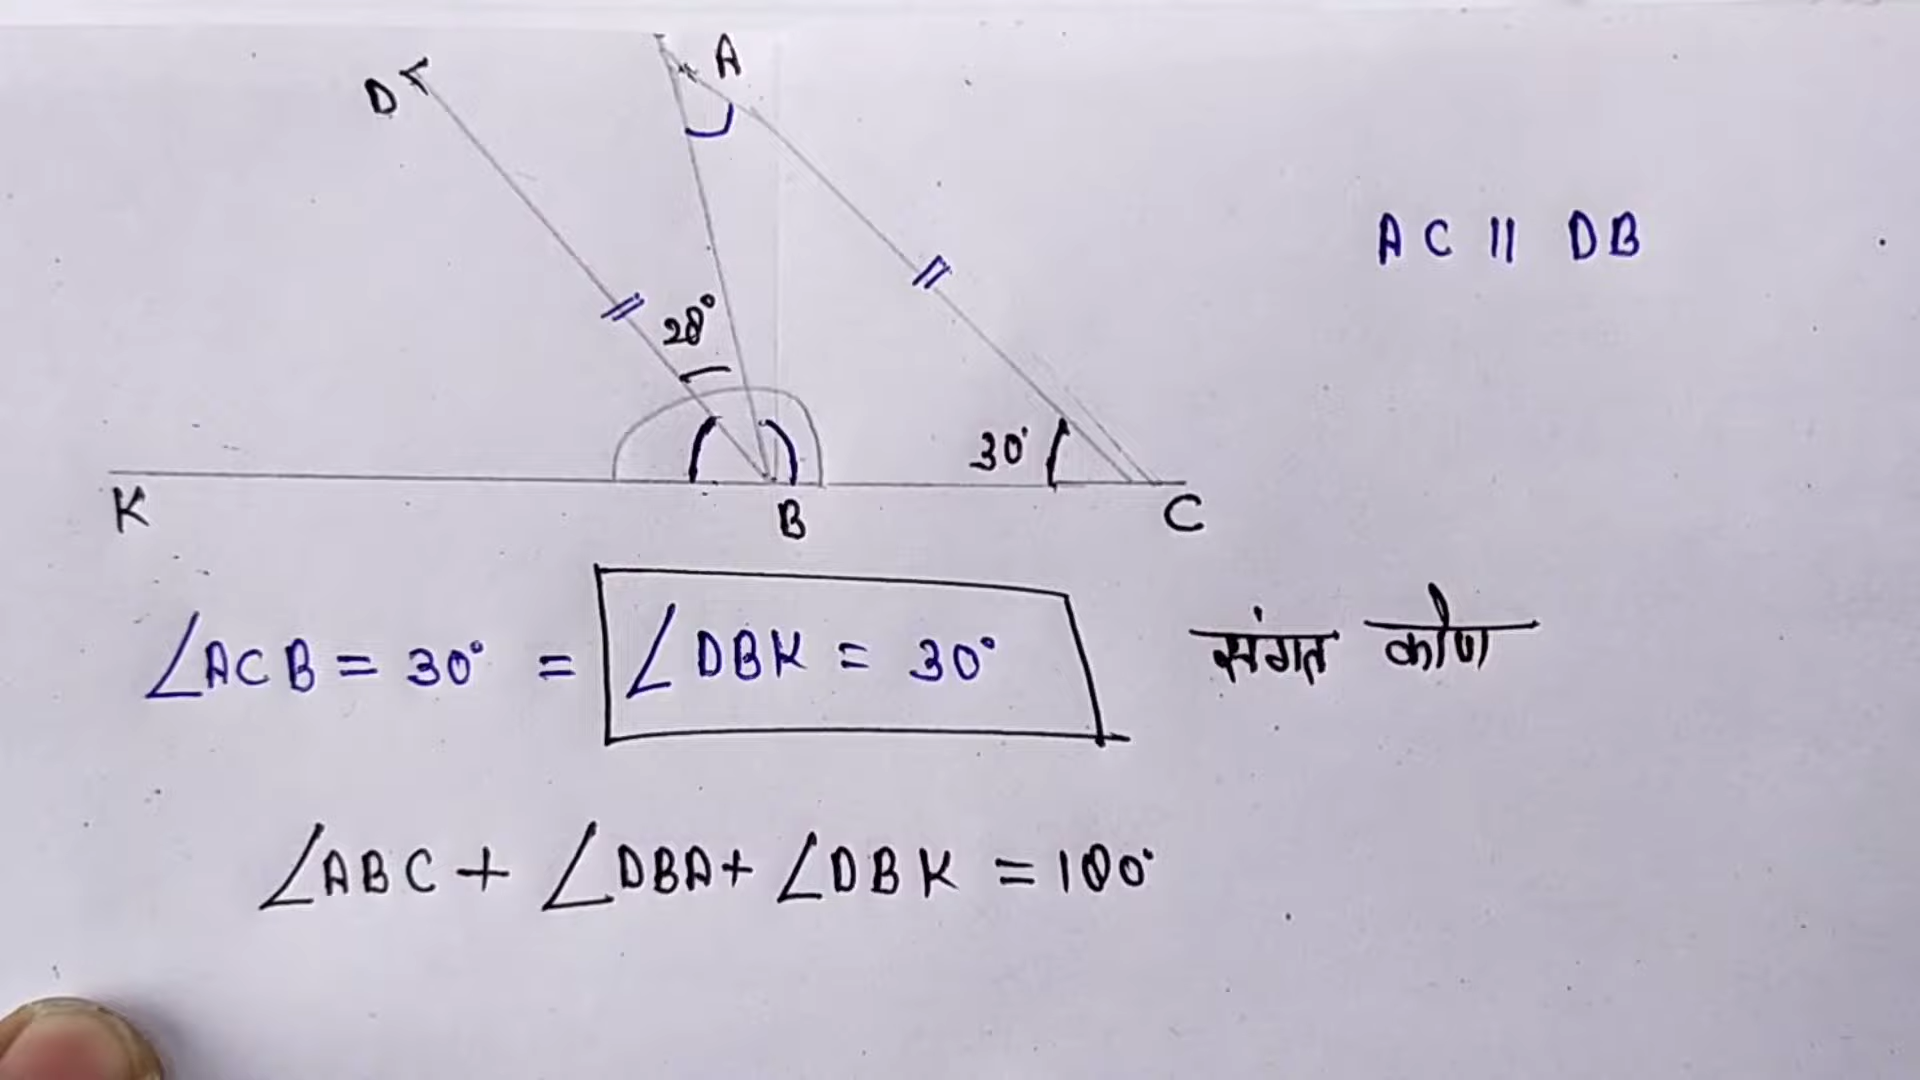 D A
AC || DB
28°
30°
K B C
∠ACB = 30° = ∠DBK = 30° संगत कोण
∠ABC + ∠DBA + ∠DBK = 180°